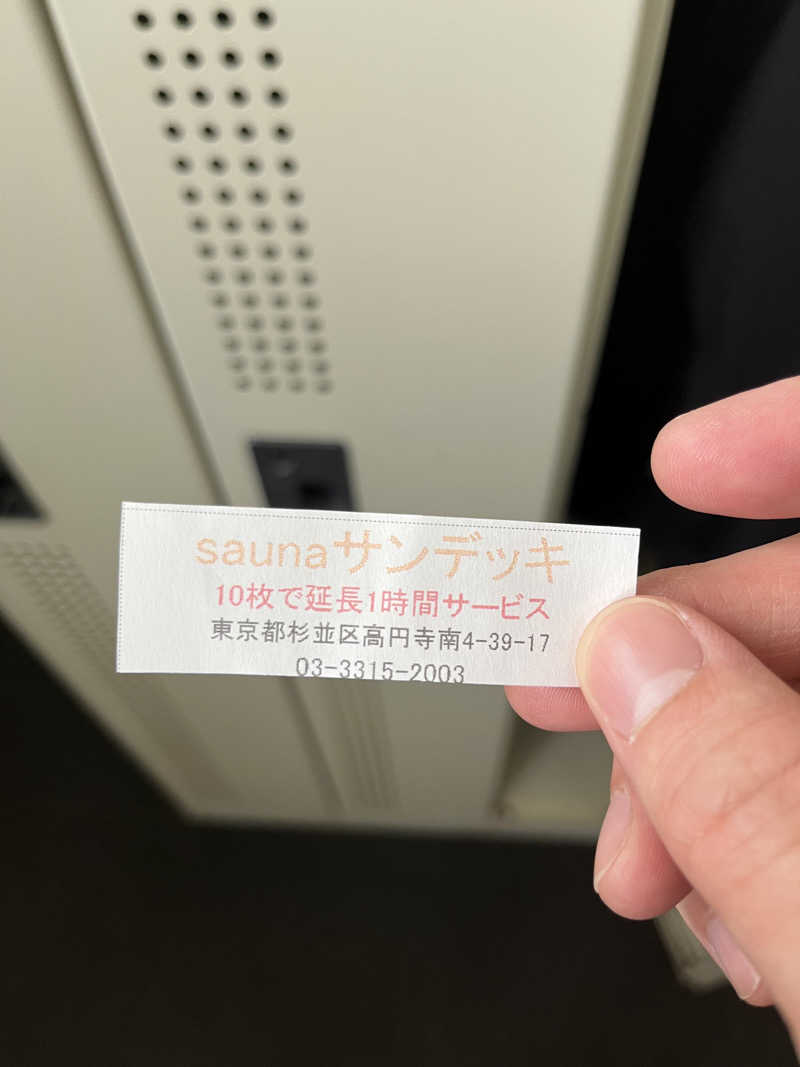 saunaサンデッキ
10枚で延長1時間サービス
東京都杉並区高円寺南4-39-17
03-3315-2003